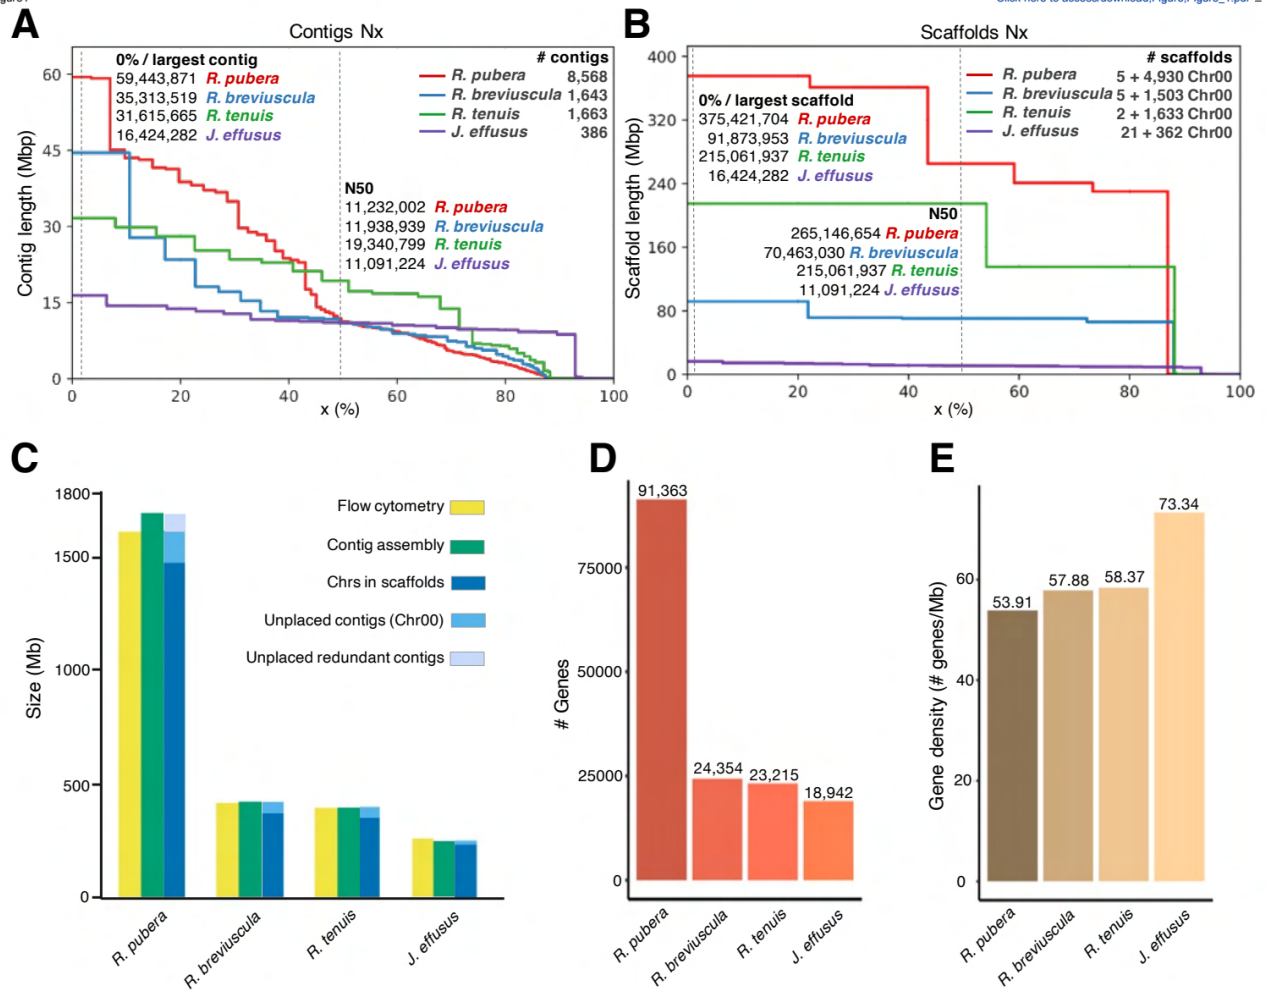 A
Contigs Nx
0% / largest contig
59,443,871 R. pubera
35,313,519 R. breviuscula
31,615,665 R. tenuis
16,424,282 J. effusus
# contigs
R. pubera 8,568
R. breviuscula 1,643
R. tenuis 1,663
J. effusus 386
N50
11,232,002 R. pubera
11,938,939 R. breviuscula
19,340,799 R. tenuis
11,091,224 J. effusus
Contig length (Mbp)
60
45
30
15
0
0 20 40 60 80 100
x (%)
B
Scaffolds Nx
# scaffolds
R. pubera 5 + 4,930 Chr00
R. breviuscula 5 + 1,503 Chr00
R. tenuis 2 + 1,633 Chr00
J. effusus 21 + 362 Chr00
0% / largest scaffold
375,421,704 R. pubera
91,873,953 R. breviuscula
215,061,937 R. tenuis
16,424,282 J. effusus
N50
265,146,654 R. pubera
70,463,030 R. breviuscula
215,061,937 R. tenuis
11,091,224 J. effusus
Scaffold length (Mbp)
400
320
240
160
80
0
0 20 40 60 80 100
x (%)
C
Size (Mb)
1800
1500
1000
500
0
Flow cytometry
Contig assembly
Chrs in scaffolds
Unplaced contigs (Chr00)
Unplaced redundant contigs
R. pubera
R. breviuscula
R. tenuis
J. effusus
D
# Genes
75000
50000
25000
0
91,363
24,354
23,215
18,942
R. pubera
R. breviuscula
R. tenuis
J. effusus
E
Gene density (# genes/Mb)
60
40
20
0
53.91
57.88
58.37
73.34
R. pubera
R. breviuscula
R. tenuis
J. effusus